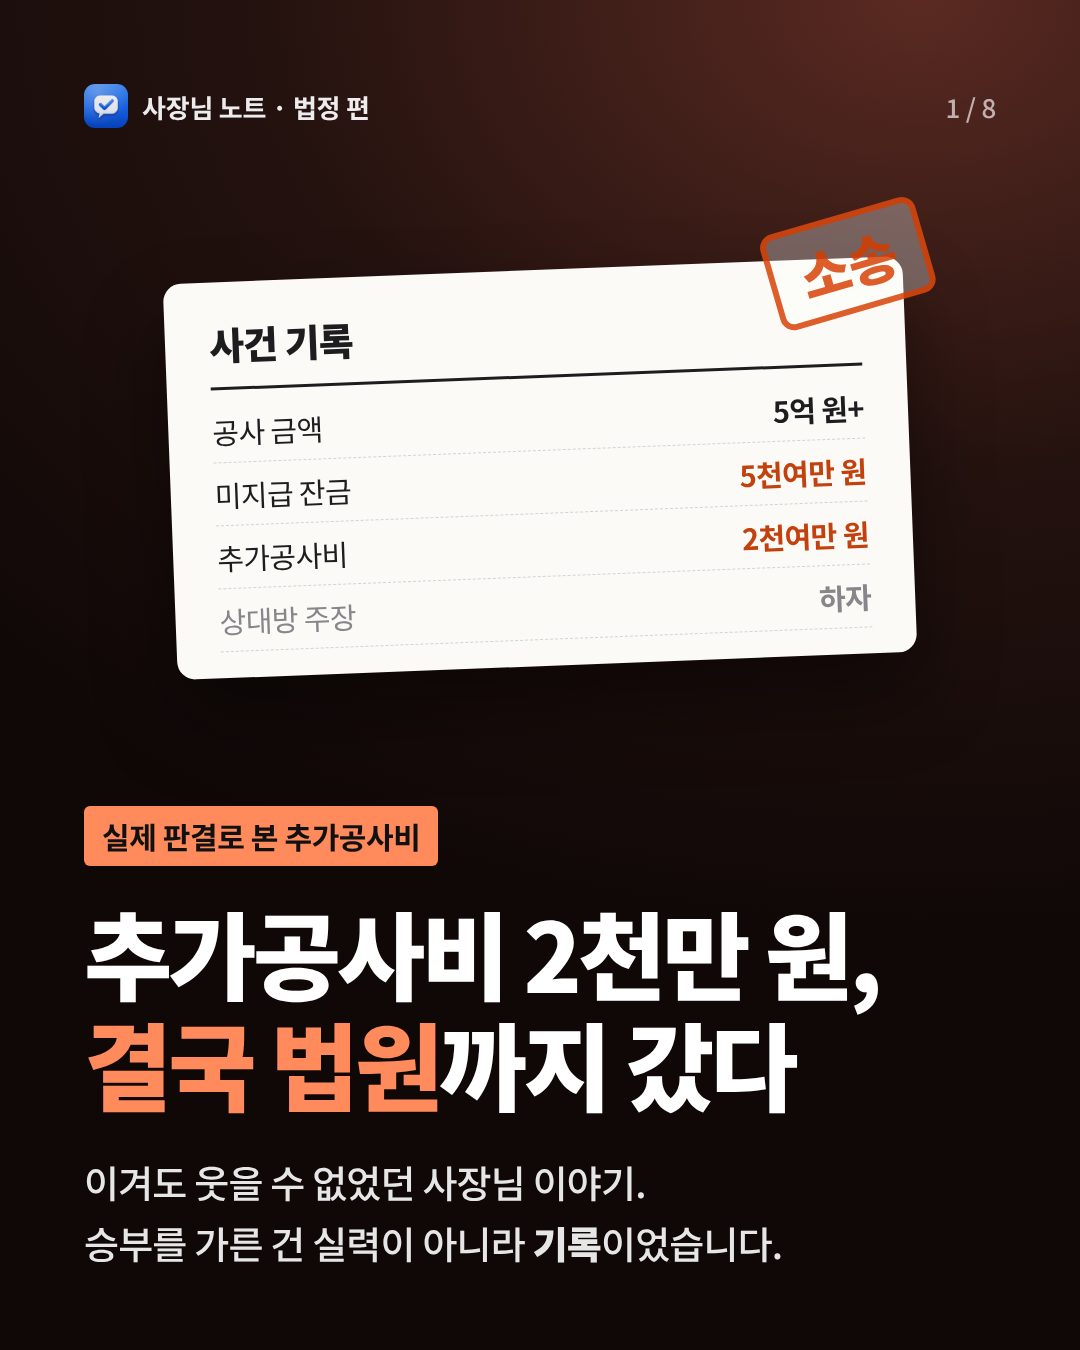 사장님 노트 · 법정 편
1 / 8
소송
사건 기록
공사 금액 5억 원+
미지급 잔금 5천여만 원
추가공사비 2천여만 원
상대방 주장 하자
실제 판결로 본 추가공사비
추가공사비 2천만 원,
결국 법원까지 갔다
이겨도 웃을 수 없었던 사장님 이야기.
승부를 가른 건 실력이 아니라 기록이었습니다.